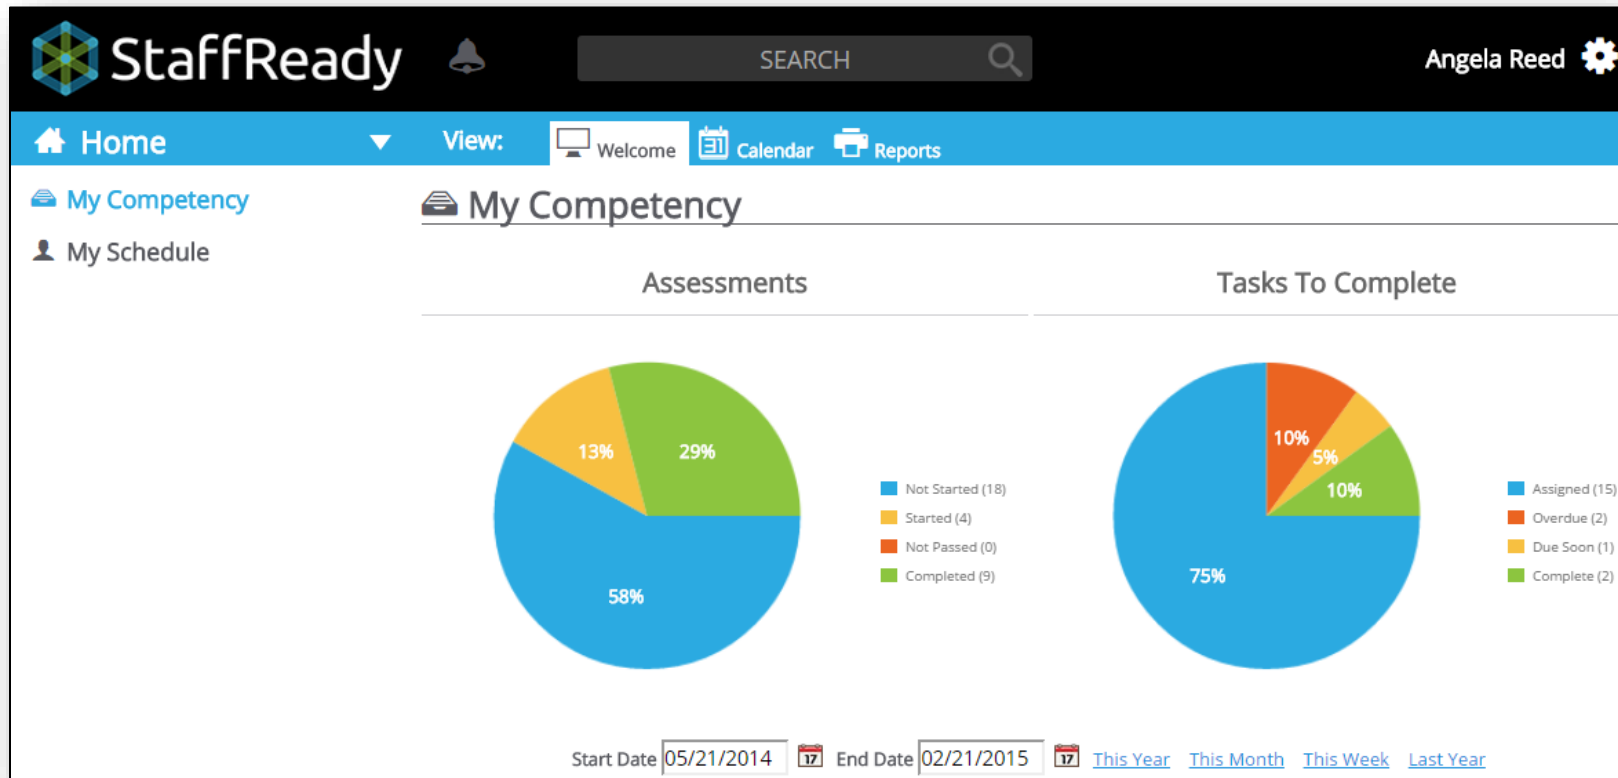 StaffReady
SEARCH
Angela Reed
Home
View:
Welcome
31
Calendar
Reports
My Competency
My Schedule
My Competency
Assessments
Tasks To Complete
13%
29%
58%
Not Started (18)
Started (4)
Not Passed (0)
Completed (9)
10%
5%
10%
75%
Assigned (15)
Overdue (2)
Due Soon (1)
Complete (2)
Start Date 05/21/2014 17 End Date 02/21/2015 17 This Year This Month This Week Last Year